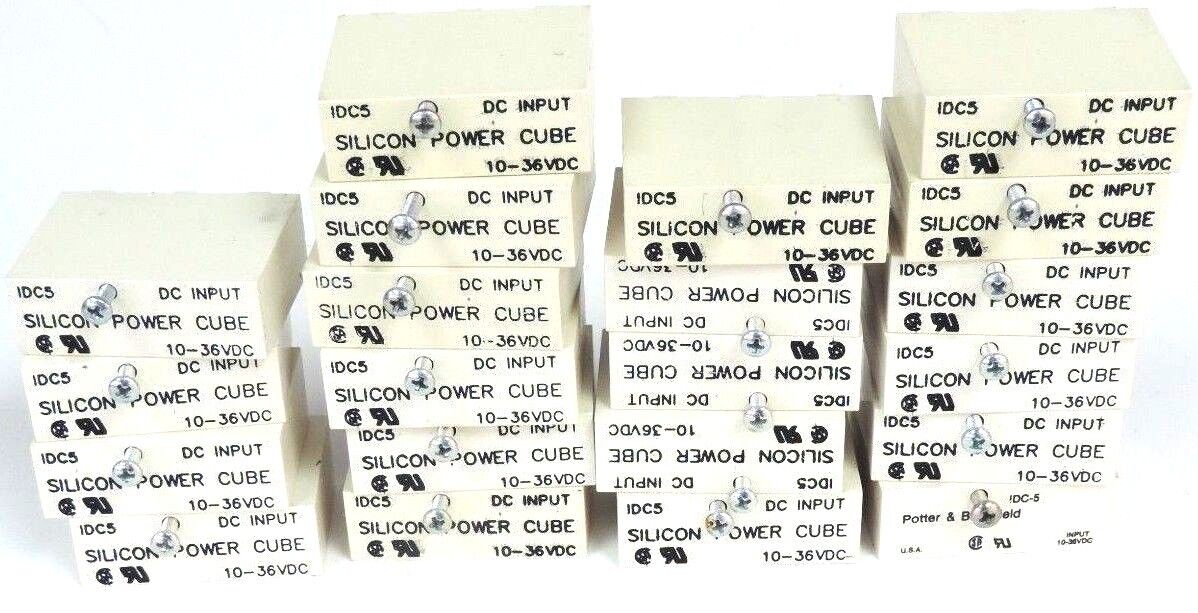 IDC5 DC INPUT
SILICON POWER CUBE
10-36VDC
IDC5 DC INPUT
SILICON POWER CUBE
10-36VDC
IDC5 DC INPUT
SILICON POWER CUBE
10-36VDC
IDC5 DC INPUT
SILICON POWER CUBE
10-36VDC
IDC5 DC INPUT
SILICON POWER CUBE
10-36VDC
IDC5 DC INPUT
SILICON POWER CUBE
10-36VDC
IDC5 DC INPUT
SILICON POWER CUBE
10-36VDC
IDC5 DC INPUT
SILICON POWER CUBE
10-36VDC
IDC5 DC INPUT
SILICON POWER CUBE
10-36VDC
IDC5 DC INPUT
SILICON POWER CUBE
10-36VDC
IDC5 DC INPUT
SILICON POWER CUBE
10-36VDC
IDC5 DC INPUT
SILICON POWER CUBE
10-36VDC
IDC5 DC INPUT
SILICON POWER CUBE
10-36VDC
IDC5 DC INPUT
SILICON POWER CUBE
10-36VDC
IDC5 DC INPUT
SILICON POWER CUBE
10-36VDC
IDC5 DC INPUT
SILICON POWER CUBE
10-36VDC
IDC5 DC INPUT
SILICON POWER CUBE
10-36VDC
IDC5 DC INPUT
SILICON POWER CUBE
10-36VDC
IDC5 DC INPUT
SILICON POWER CUBE
10-36VDC
IDC5 DC INPUT
SILICON POWER CUBE
10-36VDC
IDC-5
Potter &
INPUT
U.S.A. 10-36VDC